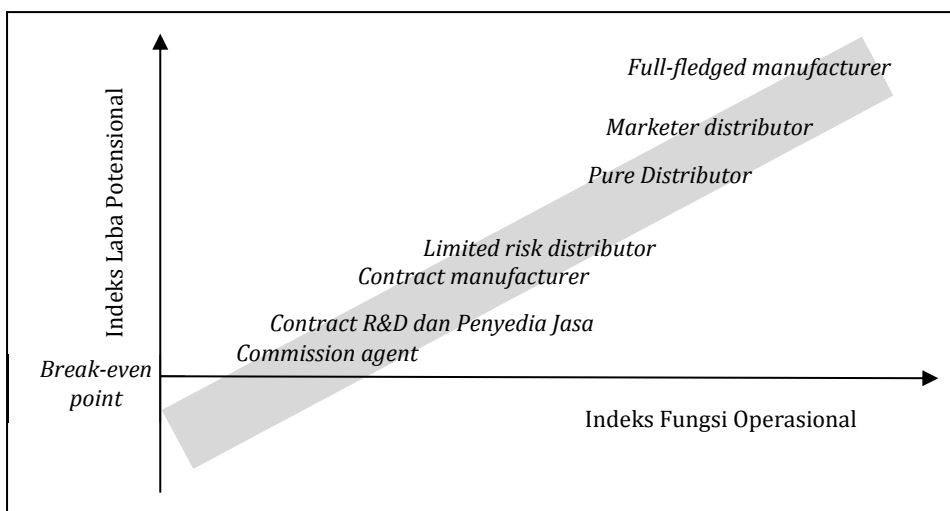 Full-fledged manufacturer
Marketer distributor
Pure Distributor
Limited risk distributor
Contract manufacturer
Contract R&D dan Penyedia Jasa
Commission agent
Indeks Laba Potensional
Break-even
point
Indeks Fungsi Operasional